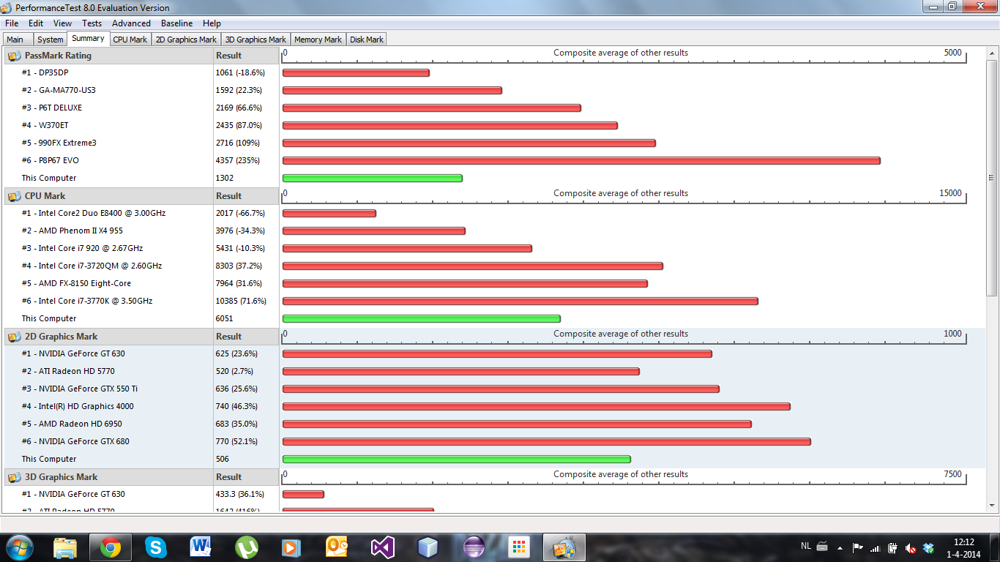 PerformanceTest 8.0 Evaluation Version
File Edit View Tests Advanced Baseline Help
Main System Summary CPU Mark 2D Graphics Mark 3D Graphics Mark Memory Mark Disk Mark
PassMark Rating Result 0 Composite average of other results 5000
#1 - DP35DP 1061 (-18.6%)
#2 - GA-MA770-US3 1592 (22.3%)
#3 - P6T DELUXE 2169 (66.6%)
#4 - W370ET 2435 (87.0%)
#5 - 990FX Extreme3 2716 (109%)
#6 - P8P67 EVO 4357 (235%)
This Computer 1302
CPU Mark Result 0 Composite average of other results 15000
#1 - Intel Core2 Duo E8400 @ 3.00GHz 2017 (-66.7%)
#2 - AMD Phenom II X4 955 3976 (-34.3%)
#3 - Intel Core i7 920 @ 2.67GHz 5431 (-10.3%)
#4 - Intel Core i7-3720QM @ 2.60GHz 8303 (37.2%)
#5 - AMD FX-8150 Eight-Core 7964 (31.6%)
#6 - Intel Core i7-3770K @ 3.50GHz 10385 (71.6%)
This Computer 6051
2D Graphics Mark Result 0 Composite average of other results 1000
#1 - NVIDIA GeForce GT 630 625 (23.6%)
#2 - ATI Radeon HD 5770 520 (2.7%)
#3 - NVIDIA GeForce GTX 550 Ti 636 (25.6%)
#4 - Intel(R) HD Graphics 4000 740 (46.3%)
#5 - AMD Radeon HD 6950 683 (35.0%)
#6 - NVIDIA GeForce GTX 680 770 (52.1%)
This Computer 506
3D Graphics Mark Result 0 Composite average of other results 7500
#1 - NVIDIA GeForce GT 630 433.3 (36.1%)
#2 - ATI Radeon HD 5770 1642 (416%)
NL 12:12
1-4-2014